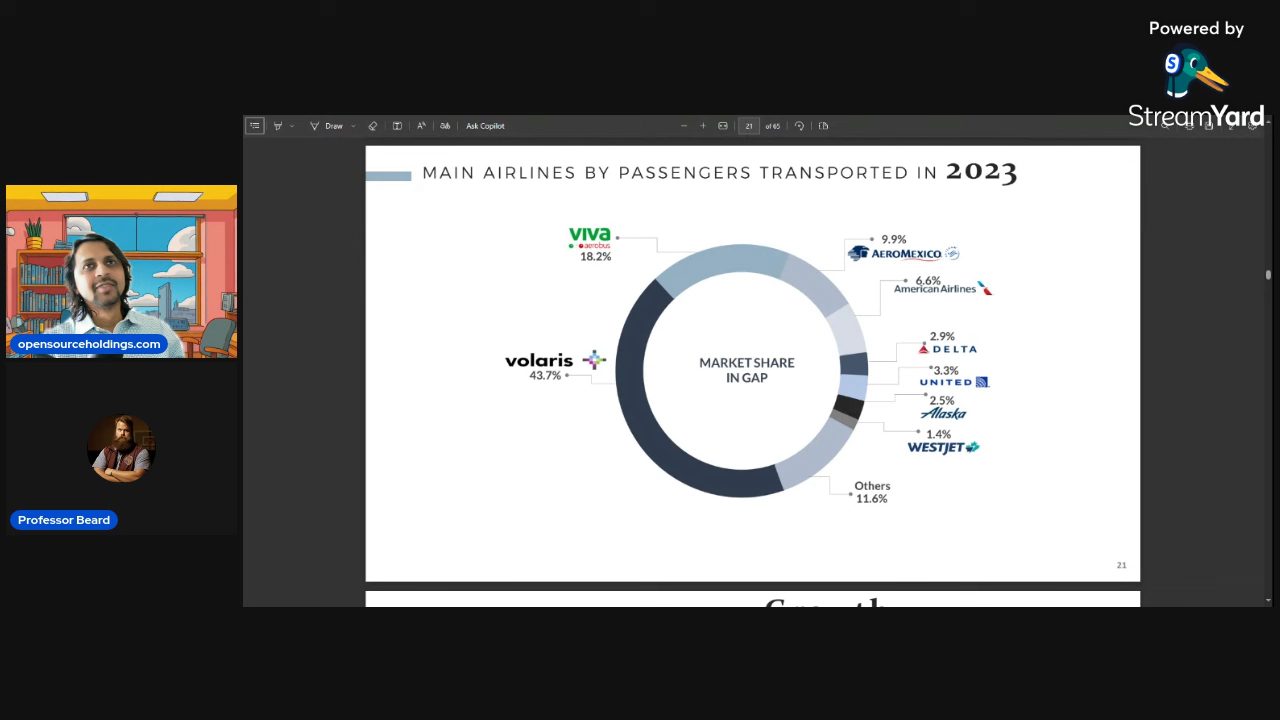 Powered by
S
StreamYard
Draw
Ask Copilot
21
of 65
MAIN AIRLINES BY PASSENGERS TRANSPORTED IN 2023
viva
aerobus
18.2%
9.9%
AEROMEXICO
6.6%
American Airlines
volaris
43.7%
MARKET SHARE
IN GAP
2.9%
DELTA
3.3%
UNITED
2.5%
Alaska
1.4%
WESTJET
Others
11.6%
21
Growth
opensourceholdings.com
Professor Beard